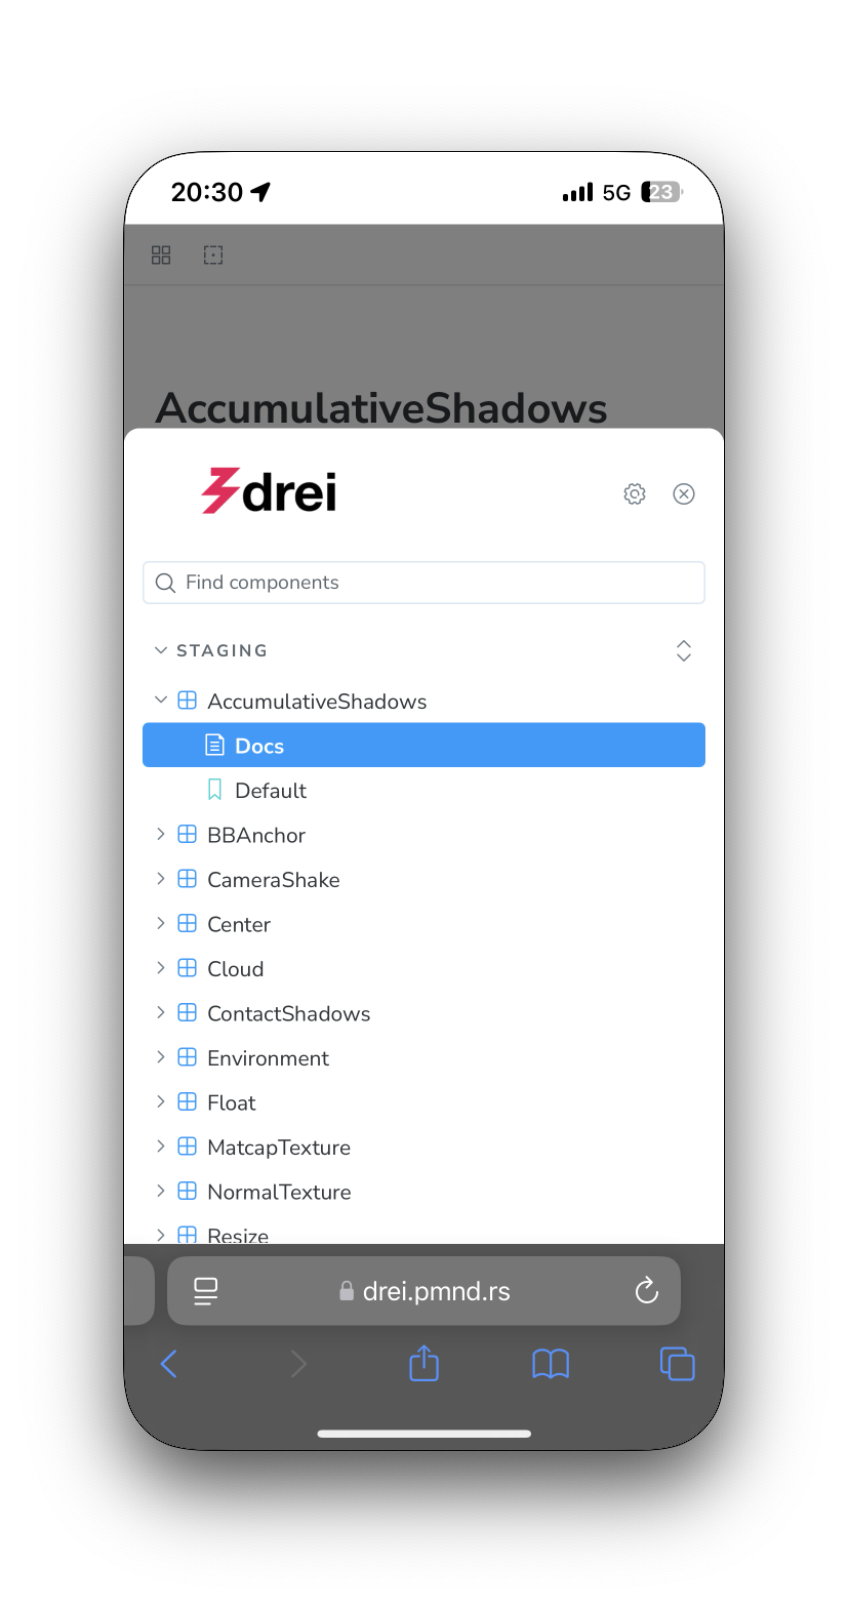 20:30 5G 23
AccumulativeShadows
drei
Find components
STAGING
AccumulativeShadows
Docs
Default
BBAnchor
CameraShake
Center
Cloud
ContactShadows
Environment
Float
MatcapTexture
NormalTexture
Resize
drei.pmnd.rs